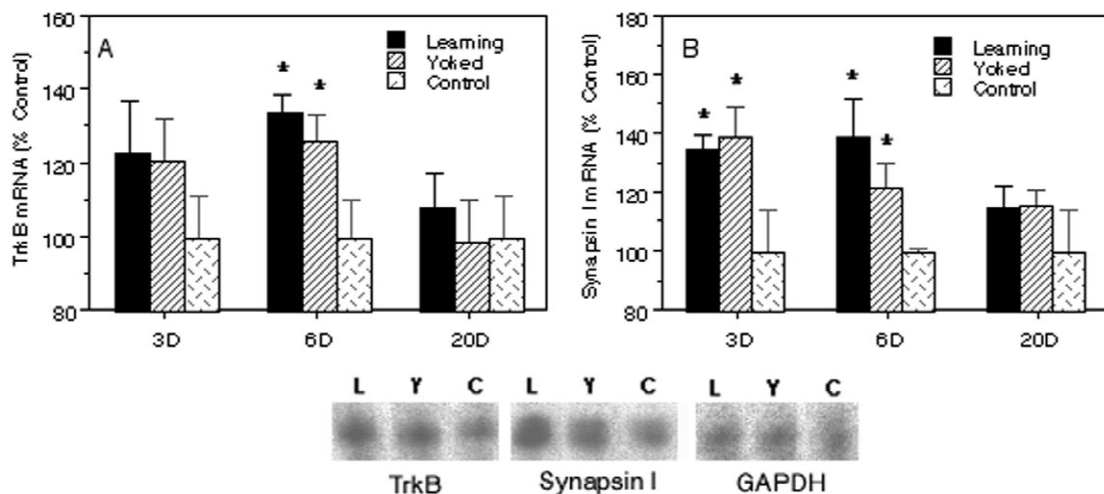 A
TrkB mRNA (% Control)
160
140
120
100
80
Learning
Yoked
Control
*
*
3D
6D
20D
B
Synapsin I mRNA (% Control)
180
160
140
120
100
80
Learning
Yoked
Control
*
*
*
*
3D
6D
20D
L Y C
L Y C
L Y C
TrkB
Synapsin I
GAPDH